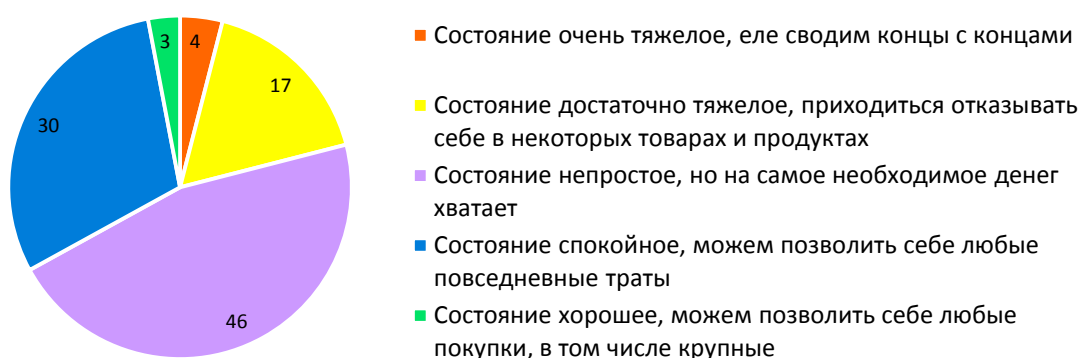 3
4
17
30
46
Состояние очень тяжелое, еле сводим концы с концами
Состояние достаточно тяжелое, приходиться отказывать
себе в некоторых товарах и продуктах
Состояние непростое, но на самое необходимое денег
хватает
Состояние спокойное, можем позволить себе любые
повседневные траты
Состояние хорошее, можем позволить себе любые
покупки, в том числе крупные